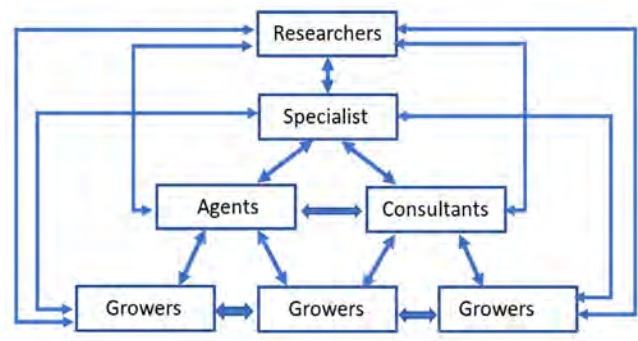 Researchers
Specialist
Agents
Consultants
Growers
Growers
Growers